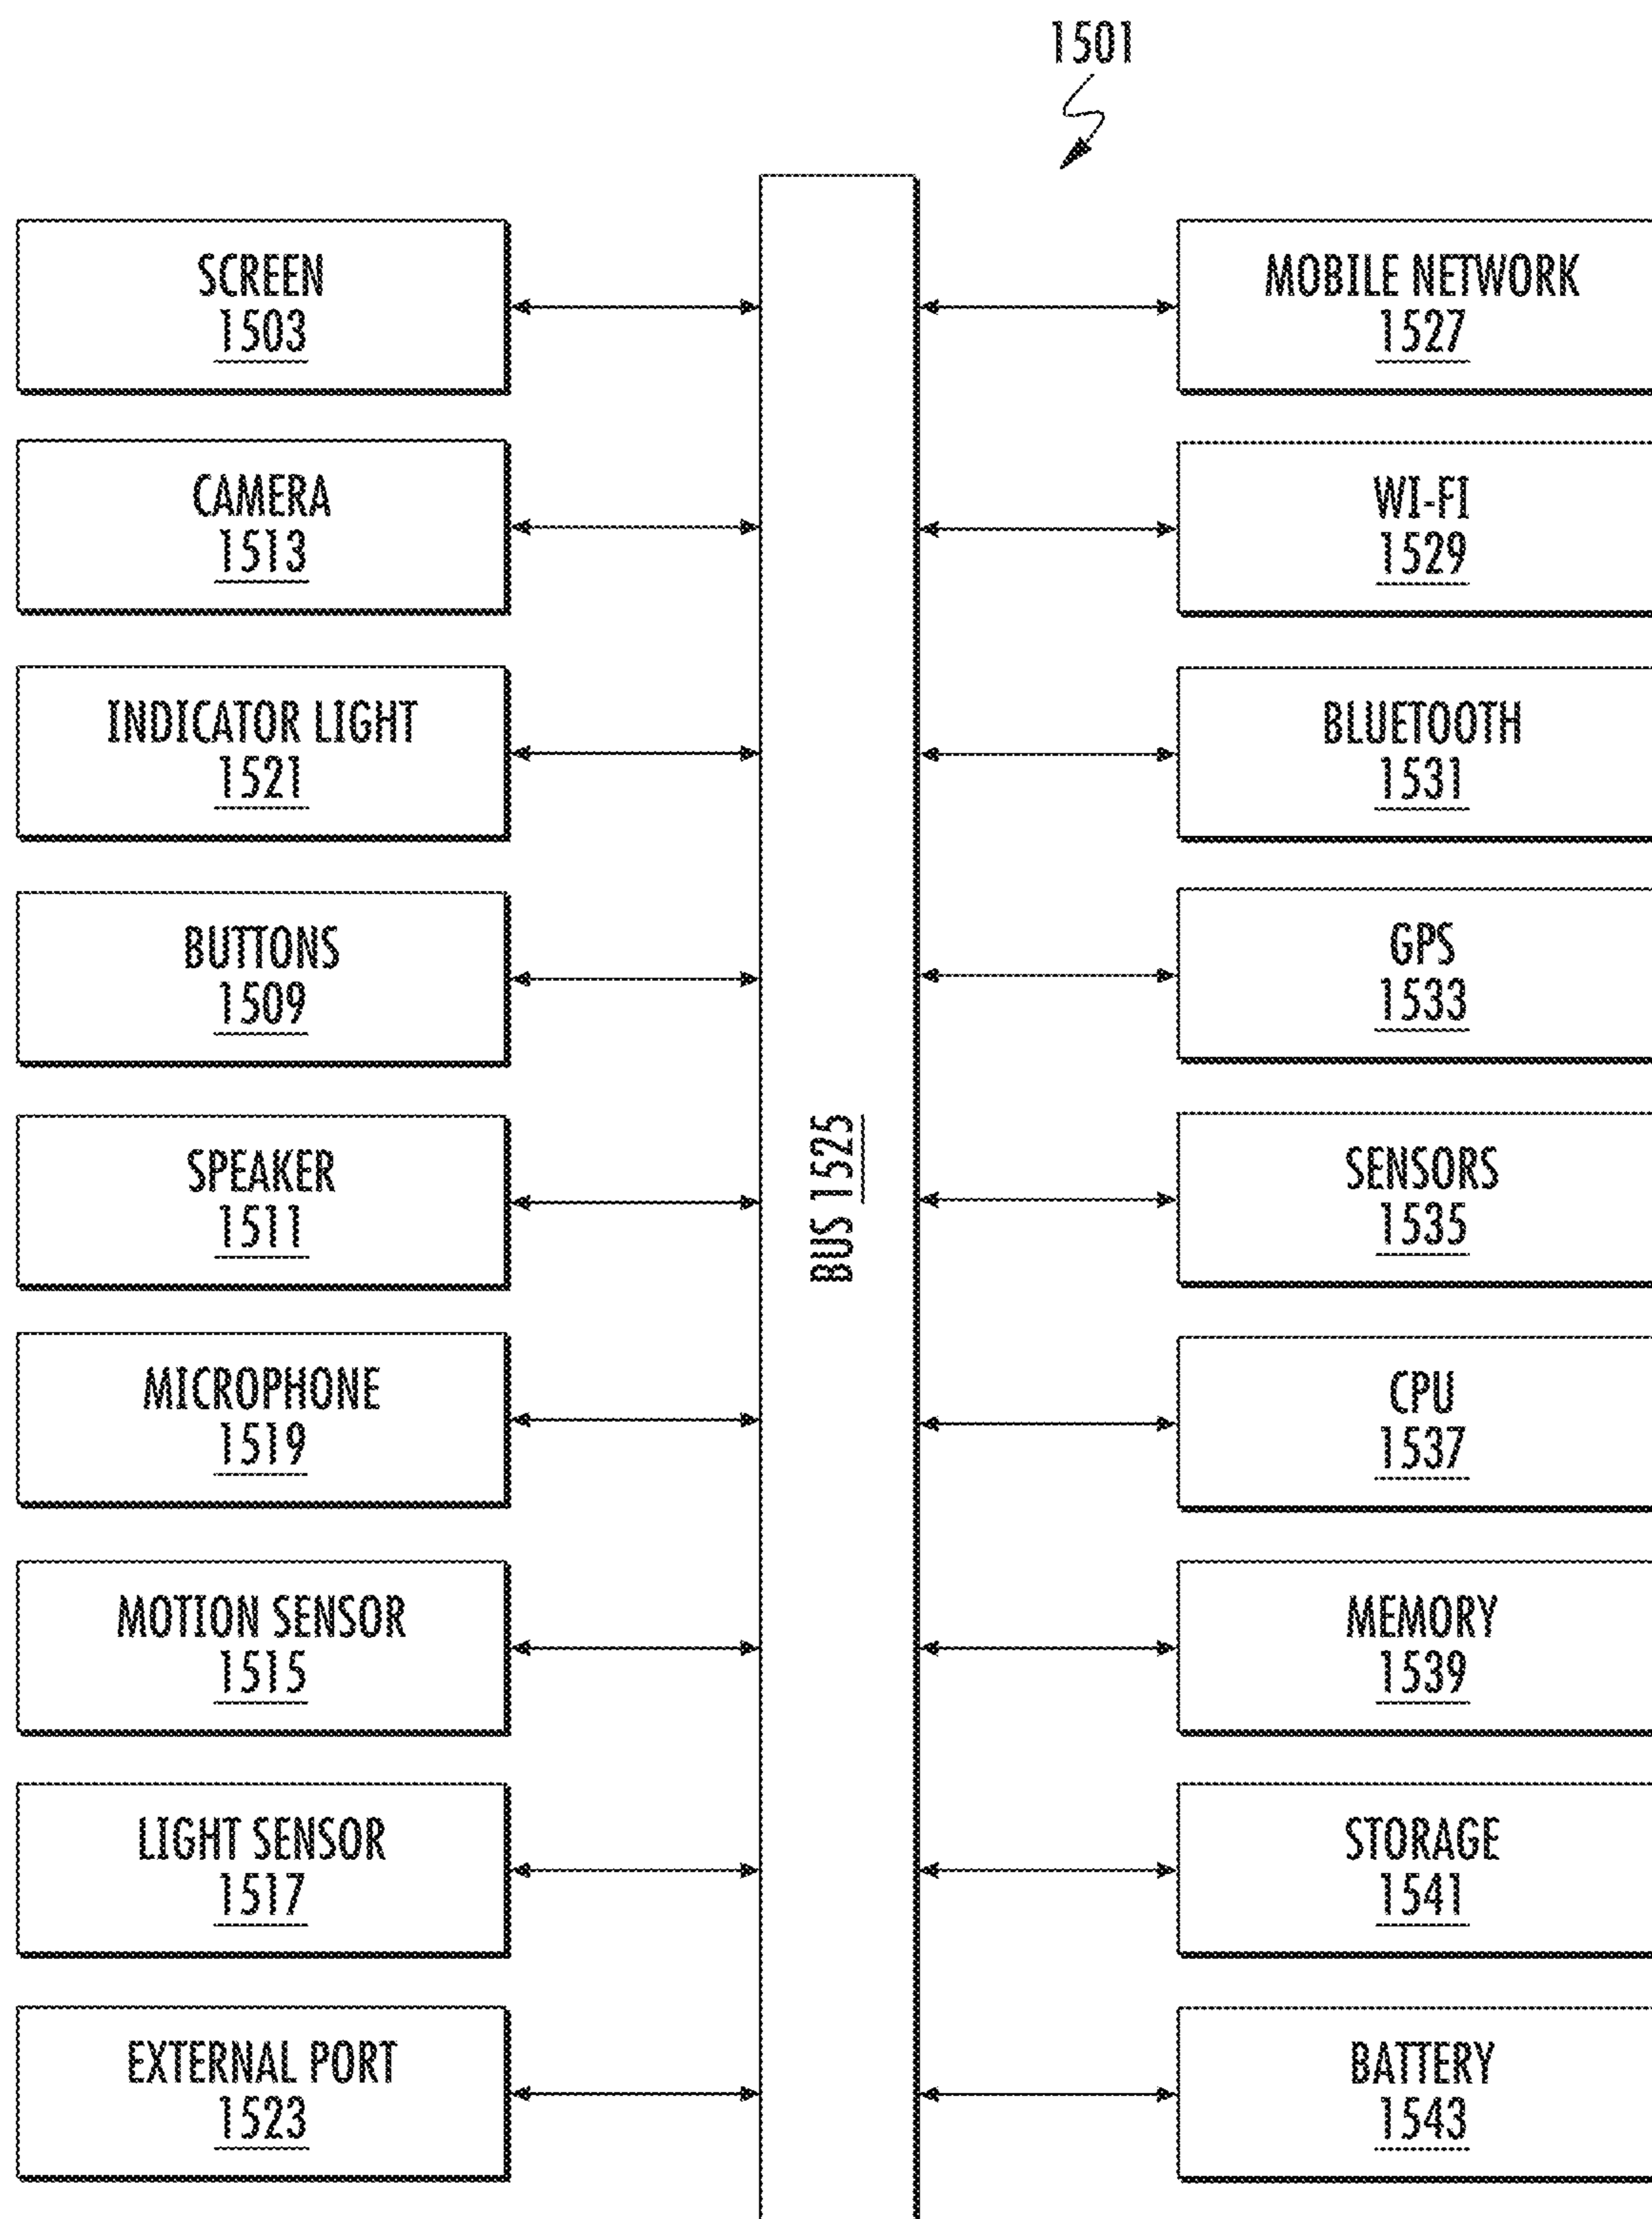 1501
SCREEN
1503
CAMERA
1513
INDICATOR LIGHT
1521
BUTTONS
1509
SPEAKER
1511
MICROPHONE
1519
MOTION SENSOR
1515
LIGHT SENSOR
1517
EXTERNAL PORT
1523
BUS 1525
MOBILE NETWORK
1527
WI-FI
1529
BLUETOOTH
1531
GPS
1533
SENSORS
1535
CPU
1537
MEMORY
1539
STORAGE
1541
BATTERY
1543